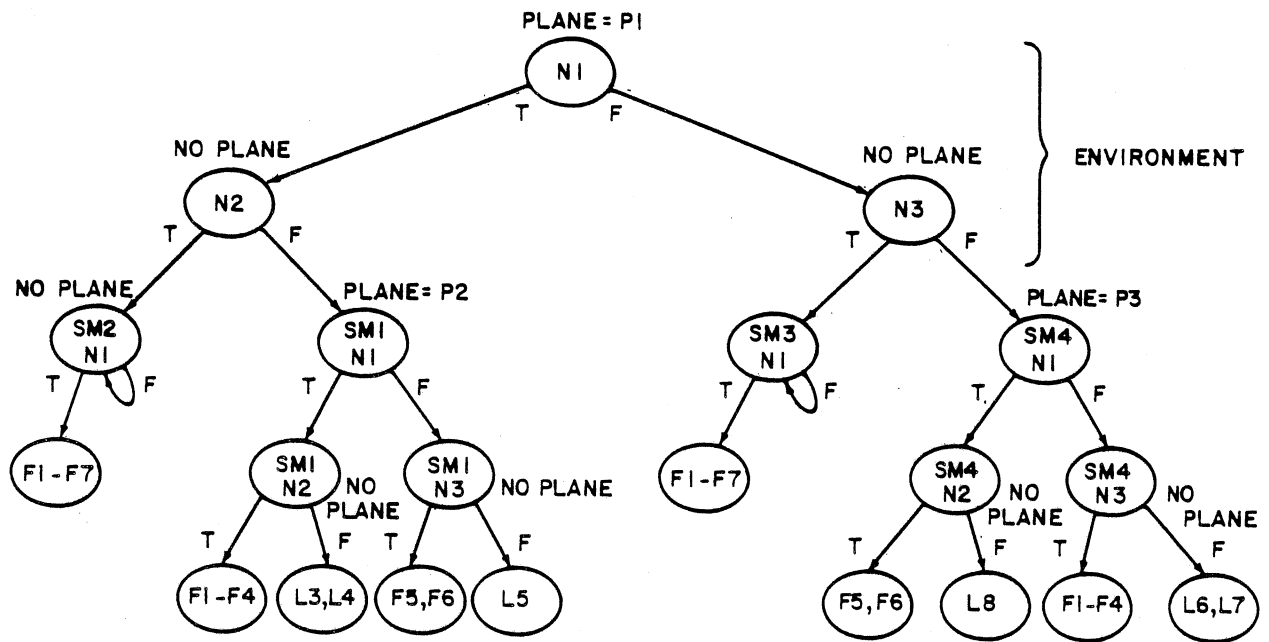 PLANE = P1
N1
T F
NO PLANE
NO PLANE
ENVIRONMENT
N2
N3
T F
T F
NO PLANE
PLANE = P2
PLANE = P3
SM2
N1
SM1
N1
SM3
N1
SM4
N1
T F
T F
T F
T F
F1-F7
SM1
N2
NO
PLANE
SM1
N3
NO PLANE
F1-F7
SM4
N2
NO
PLANE
SM4
N3
NO
PLANE
T F
T F
T F
T F
F1-F4
L3,L4
F5,F6
L5
F5,F6
L8
F1-F4
L6,L7